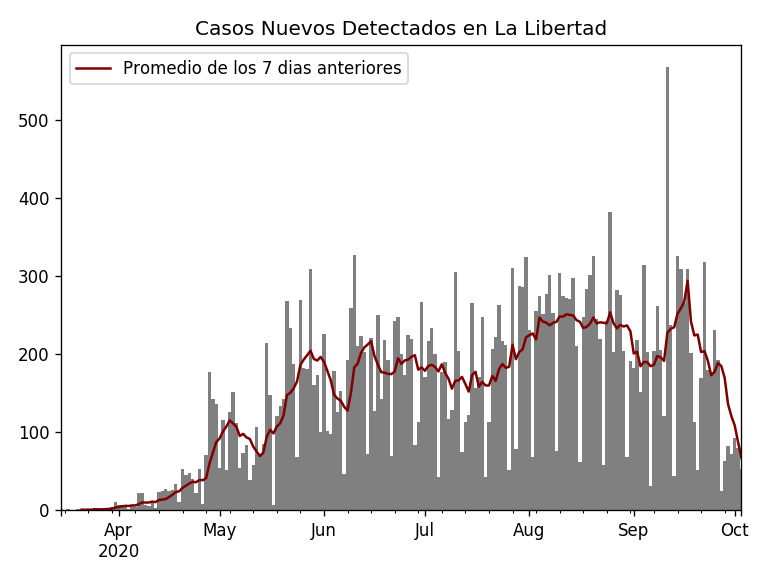 Casos Nuevos Detectados en La Libertad
Promedio de los 7 dias anteriores
500
400
300
200
100
0
Apr May Jun Jul Aug Sep Oct
2020